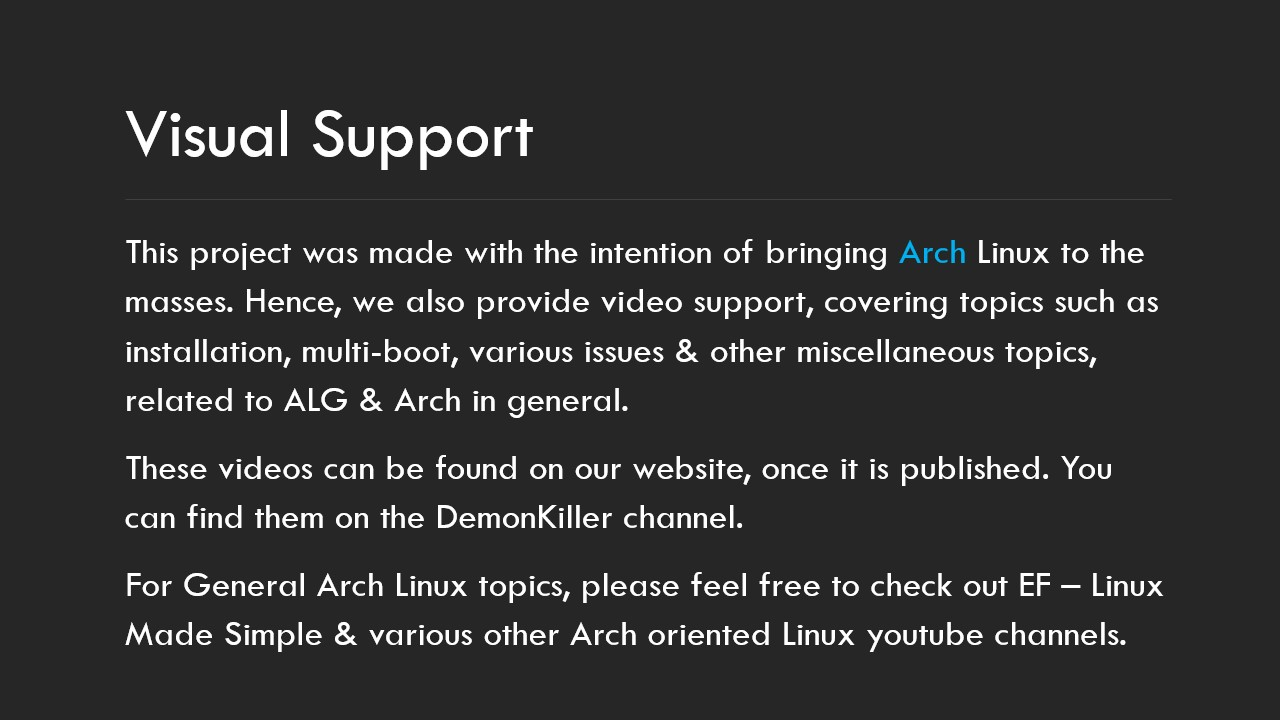 Visual Support
This project was made with the intention of bringing Arch Linux to the
masses. Hence, we also provide video support, covering topics such as
installation, multi-boot, various issues & other miscellaneous topics,
related to ALG & Arch in general.
These videos can be found on our website, once it is published. You
can find them on the DemonKiller channel.
For General Arch Linux topics, please feel free to check out EF – Linux
Made Simple & various other Arch oriented Linux youtube channels.